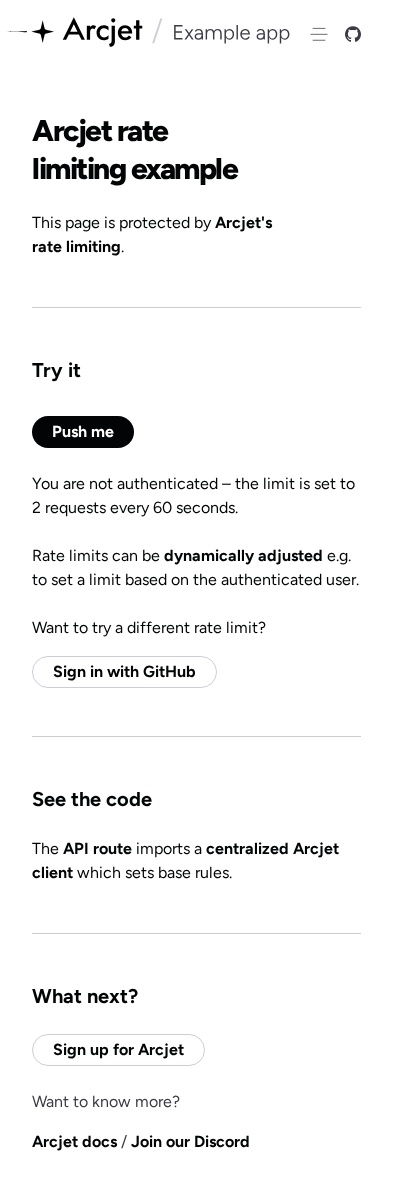 Arcjet / Example app
Arcjet rate
limiting example
This page is protected by Arcjet's
rate limiting.
Try it
Push me
You are not authenticated – the limit is set to
2 requests every 60 seconds.
Rate limits can be dynamically adjusted e.g.
to set a limit based on the authenticated user.
Want to try a different rate limit?
Sign in with GitHub
See the code
The API route imports a centralized Arcjet
client which sets base rules.
What next?
Sign up for Arcjet
Want to know more?
Arcjet docs / Join our Discord